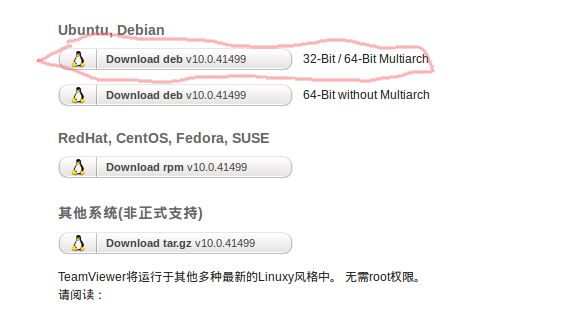 Ubuntu, Debian
Download deb v10.0.41499 32-Bit / 64-Bit Multiarch
Download deb v10.0.41499 64-Bit without Multiarch
RedHat, CentOS, Fedora, SUSE
Download rpm v10.0.41499
其他系统(非正式支持)
Download tar.gz v10.0.41499
TeamViewer将运行于其他多种最新的Linuxy风格中。 无需root权限。
请阅读：